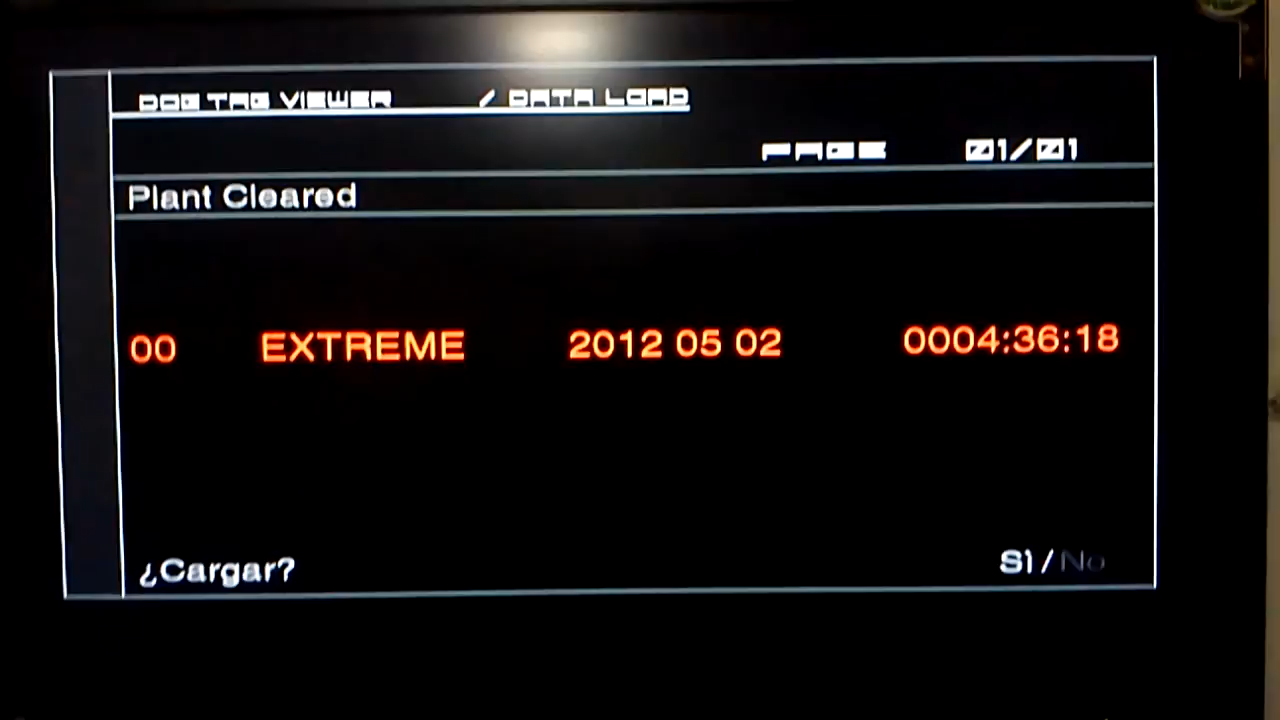 DOG TAG VIEWER / DATA LOAD
PAGE 01/01
Plant Cleared
00 EXTREME 2012 05 02 0004:36:18
¿Cargar? Sí / No